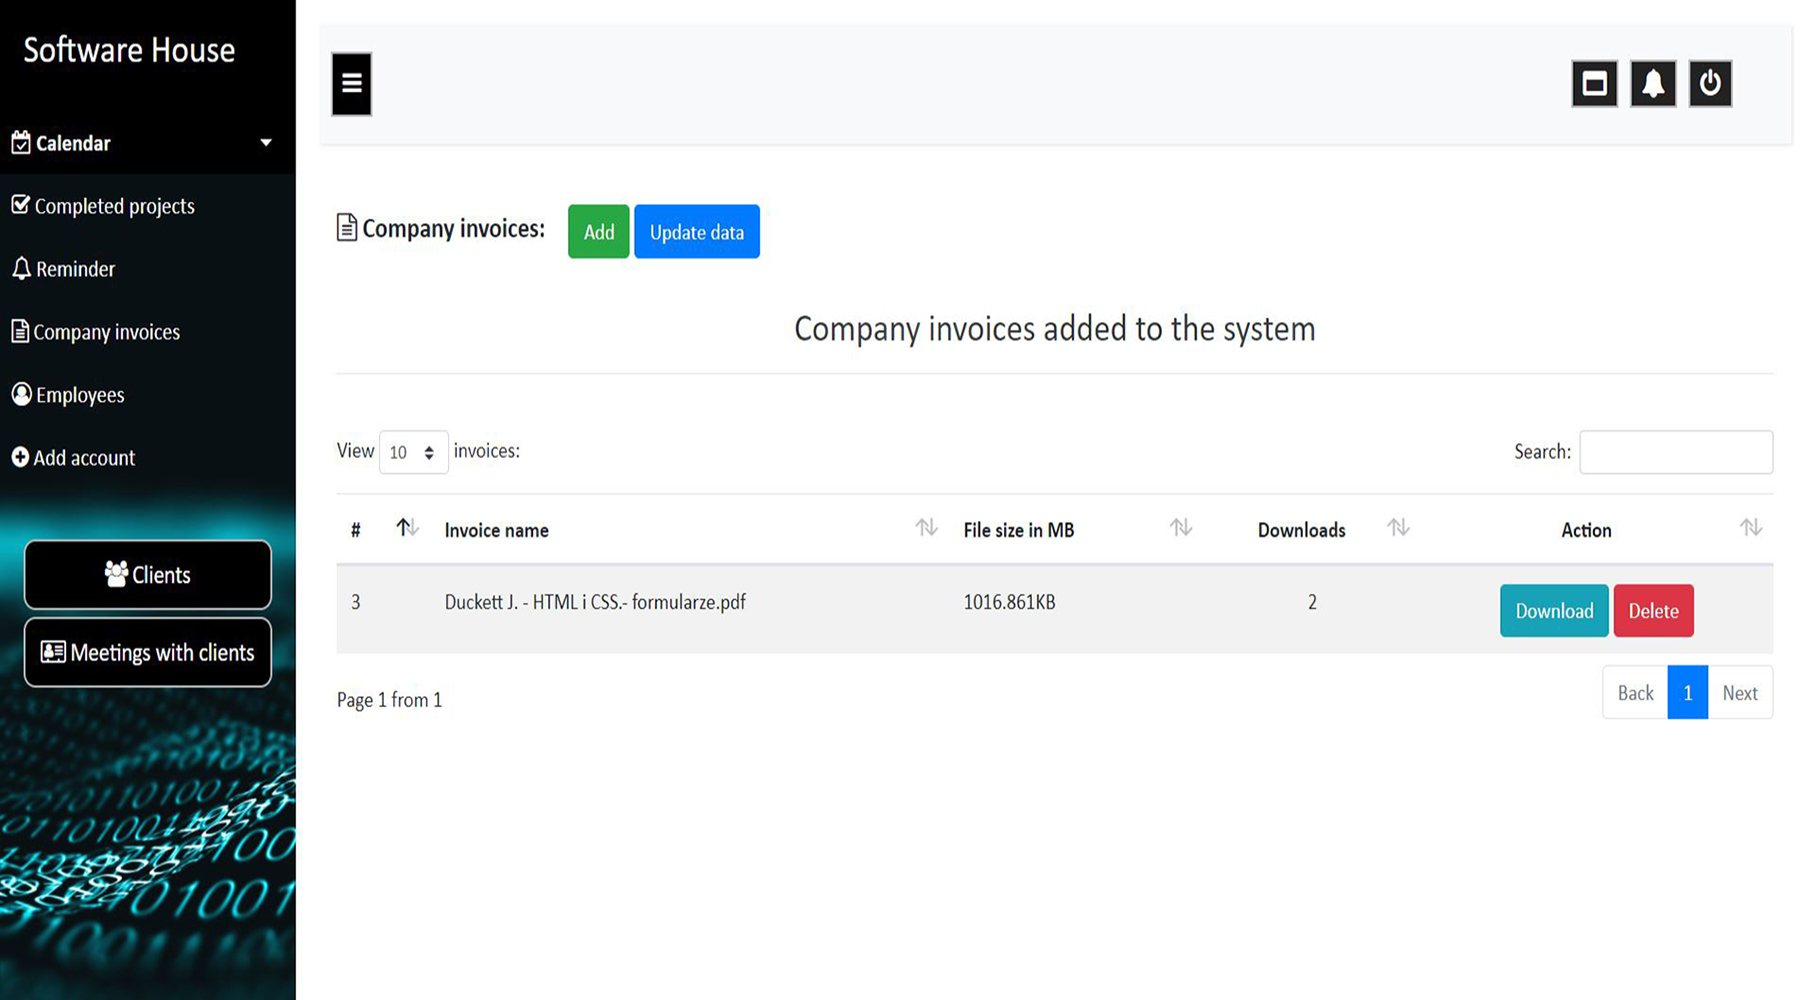 Software House
Calendar
Completed projects
Reminder
Company invoices
Employees
Add account
Clients
Meetings with clients
Company invoices: Add Update data
Company invoices added to the system
View 10 invoices: Search:
# Invoice name File size in MB Downloads Action
3 Duckett J. - HTML i CSS.- formularze.pdf 1016.861KB 2 Download Delete
Page 1 from 1 Back 1 Next